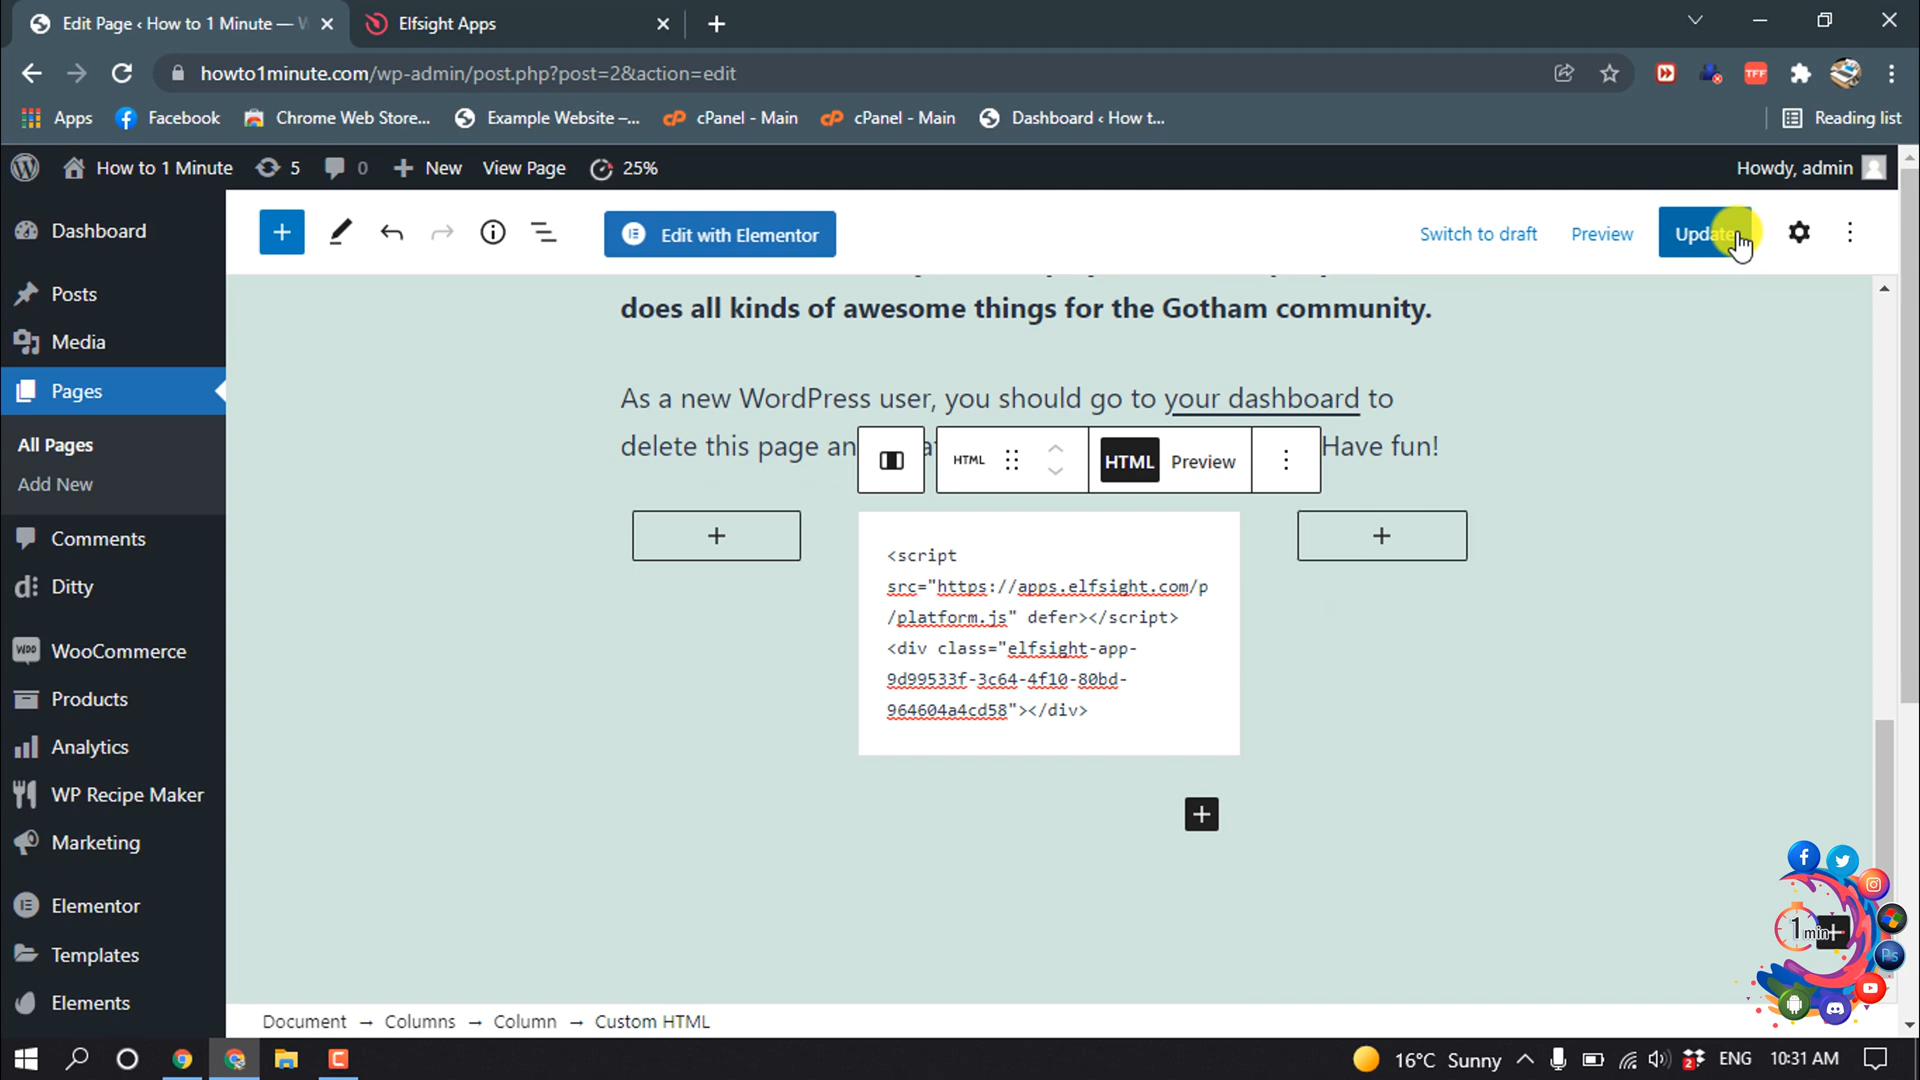 Edit Page ‹ How to 1 Minute — W
Elfsight Apps
howto1minute.com/wp-admin/post.php?post=2&action=edit
TFF
Apps
Facebook
Chrome Web Store...
Example Website –...
cPanel - Main
cPanel - Main
Dashboard ‹ How t...
Reading list
How to 1 Minute
5
0
New
View Page
25%
Howdy, admin
Dashboard
Posts
Media
Pages
All Pages
Add New
Comments
Ditty
WooCommerce
Products
Analytics
WP Recipe Maker
Marketing
Elementor
Templates
Elements
Edit with Elementor
Switch to draft
Preview
Update
does all kinds of awesome things for the Gotham community.
As a new WordPress user, you should go to your dashboard to
delete this page an
Have fun!
HTML
HTML
Preview
<script
src="https://apps.elfsight.com/p
/platform.js" defer></script>
<div class="elfsight-app-
9d99533f-3c64-4f10-80bd-
964604a4cd58"></div>
1 min
Ps
Document → Columns → Column → Custom HTML
16°C Sunny
2
ENG
10:31 AM